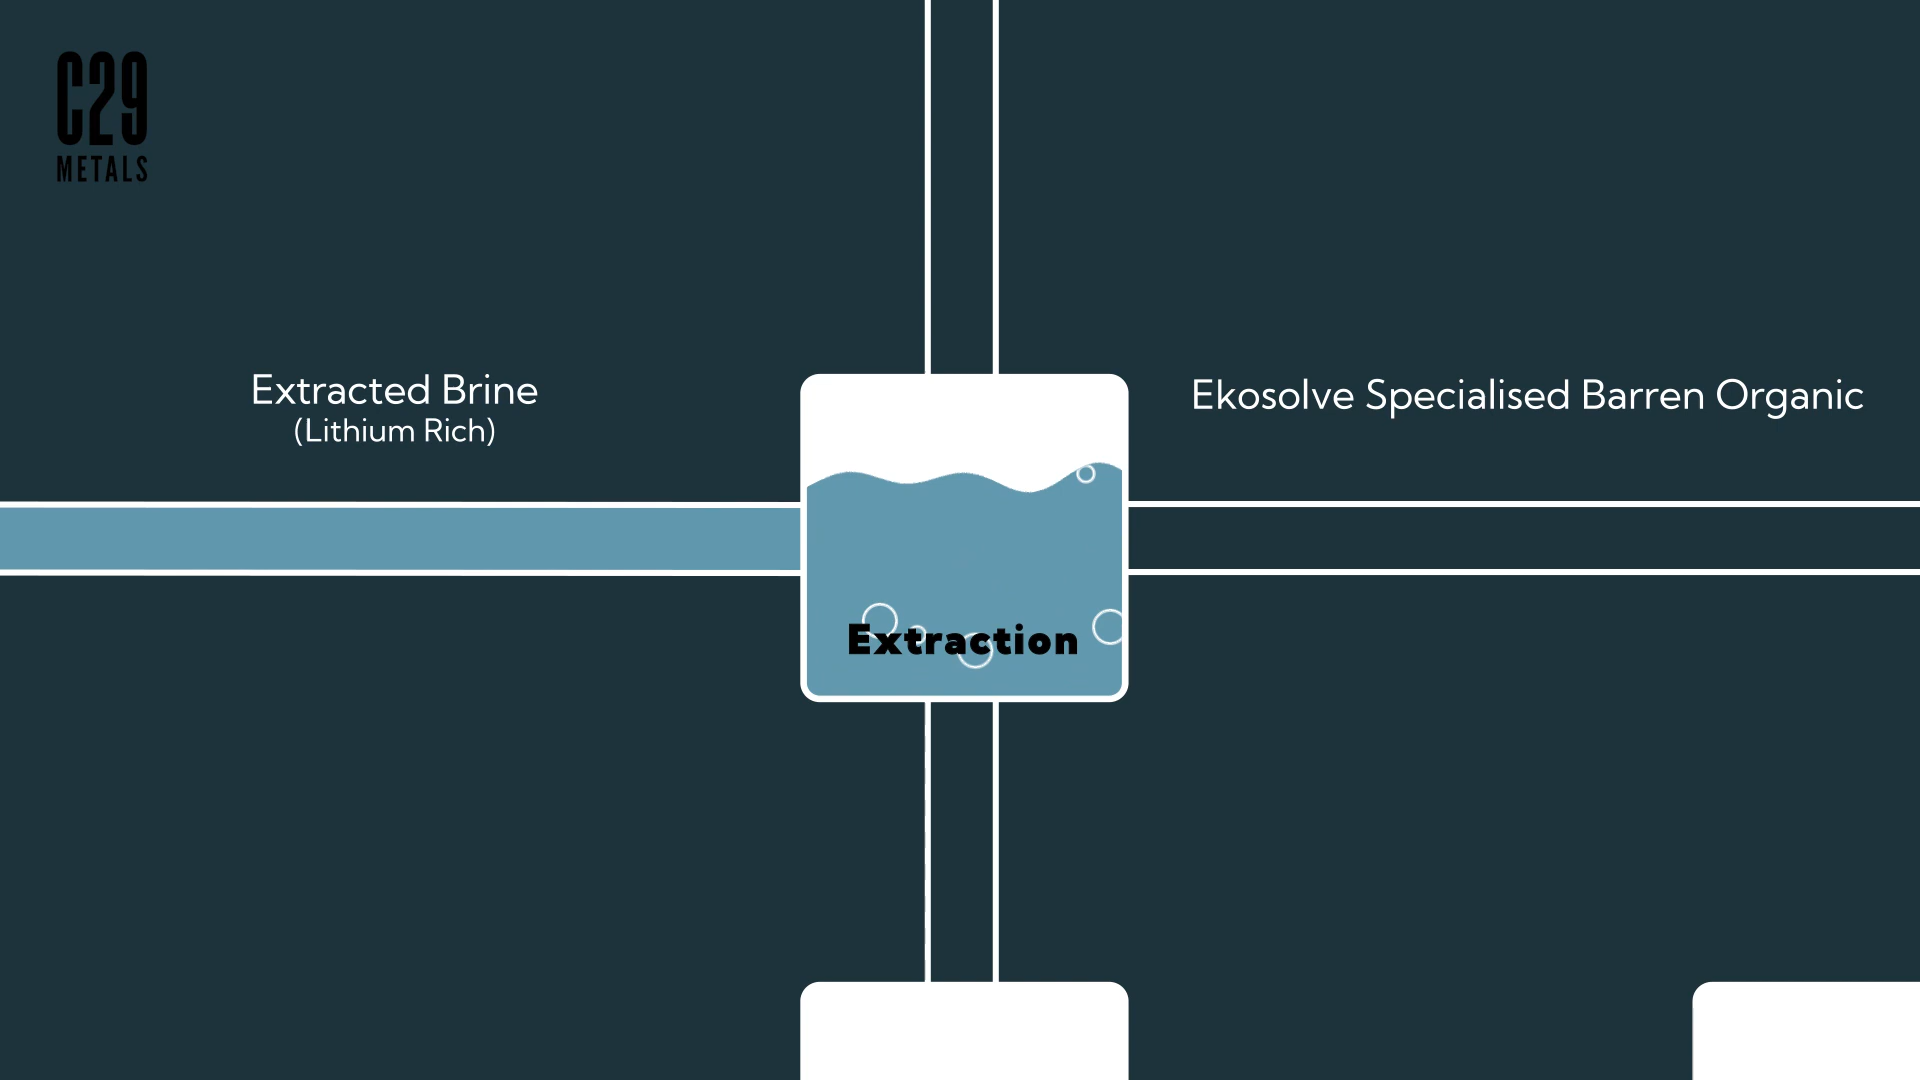 C29
METALS
Extracted Brine
(Lithium Rich)
Ekosolve Specialised Barren Organic
Extraction